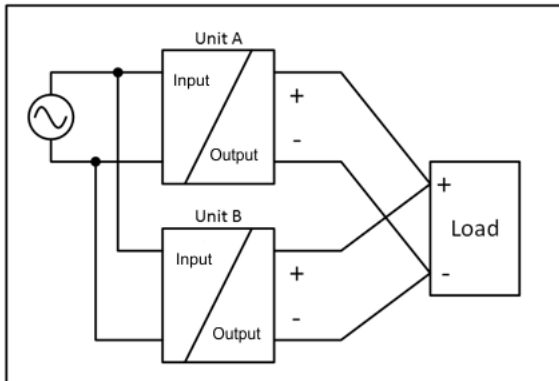 Unit A
Input
+
-
Output
Unit B
Input
+
-
Output
+
Load
-